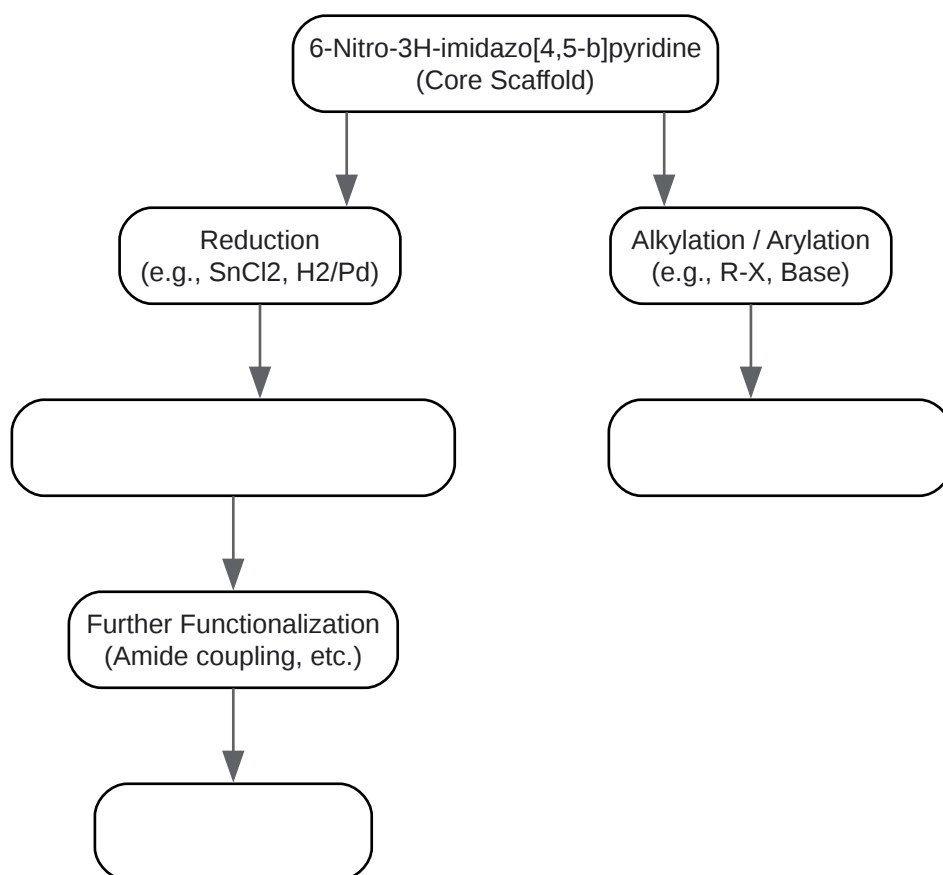 6-Nitro-3H-imidazo[4,5-b]pyridine
(Core Scaffold)
Reduction
(e.g., SnCl2, H2/Pd)
Alkylation / Arylation
(e.g., R-X, Base)
Further Functionalization
(Amide coupling, etc.)